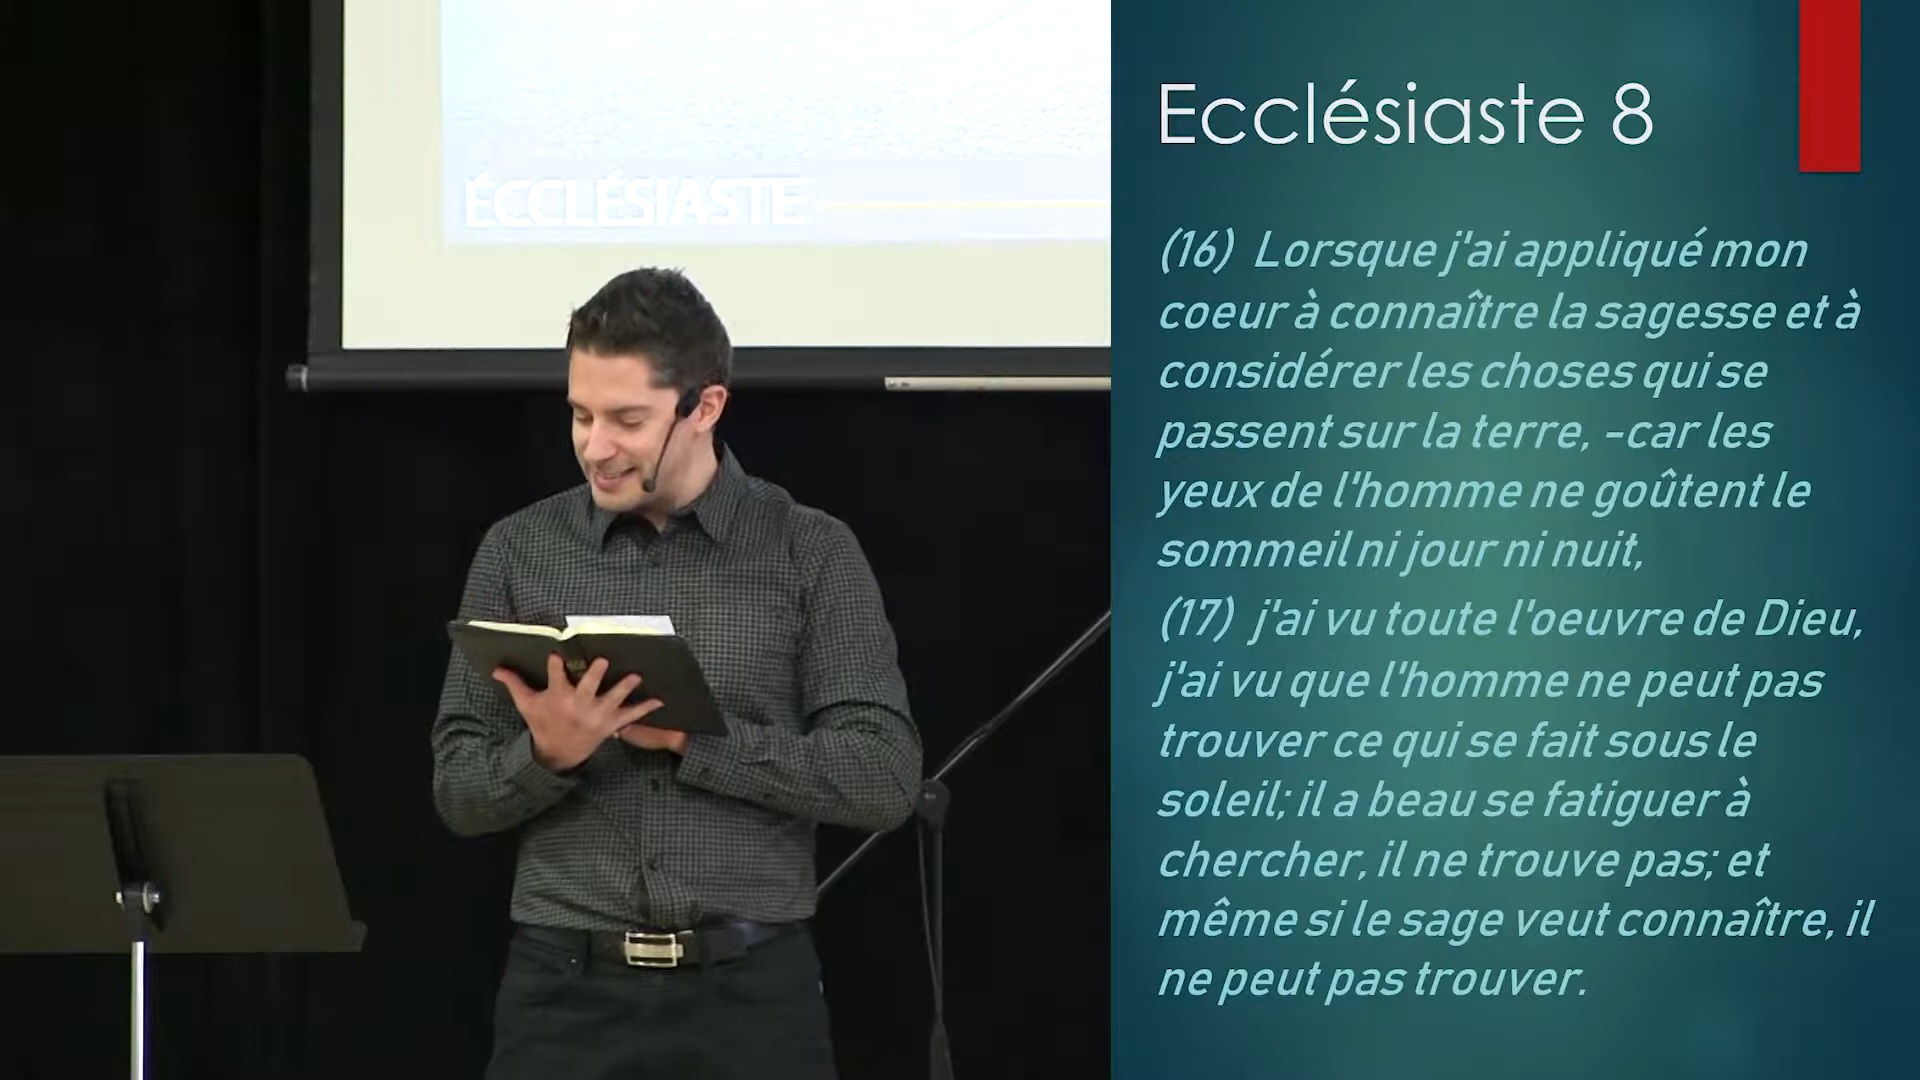 ÉCCLÉSIASTE
Ecclésiaste 8
(16) Lorsque j'ai appliqué mon
coeur à connaître la sagesse et à
considérer les choses qui se
passent sur la terre, -car les
yeux de l'homme ne goûtent le
sommeil ni jour ni nuit,
(17) j'ai vu toute l'oeuvre de Dieu,
j'ai vu que l'homme ne peut pas
trouver ce qui se fait sous le
soleil; il a beau se fatiguer à
chercher, il ne trouve pas; et
même si le sage veut connaître, il
ne peut pas trouver.